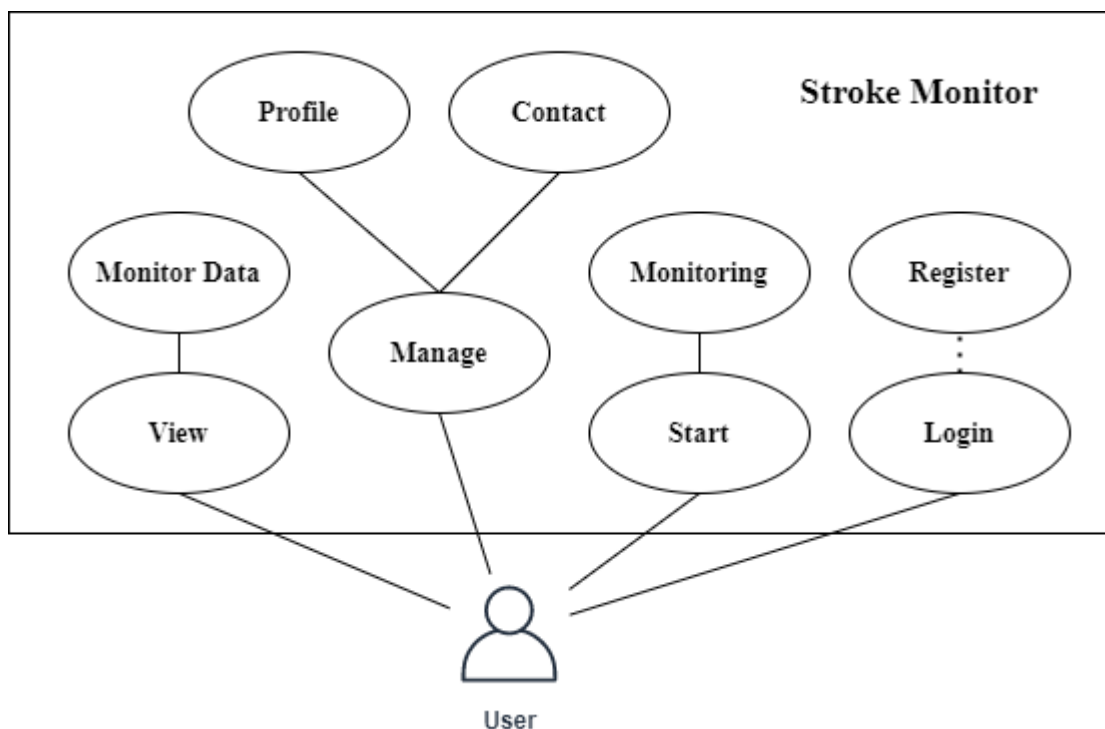 Stroke Monitor
Profile
Contact
Monitor Data
Monitoring
Register
Manage
View
Start
Login
User